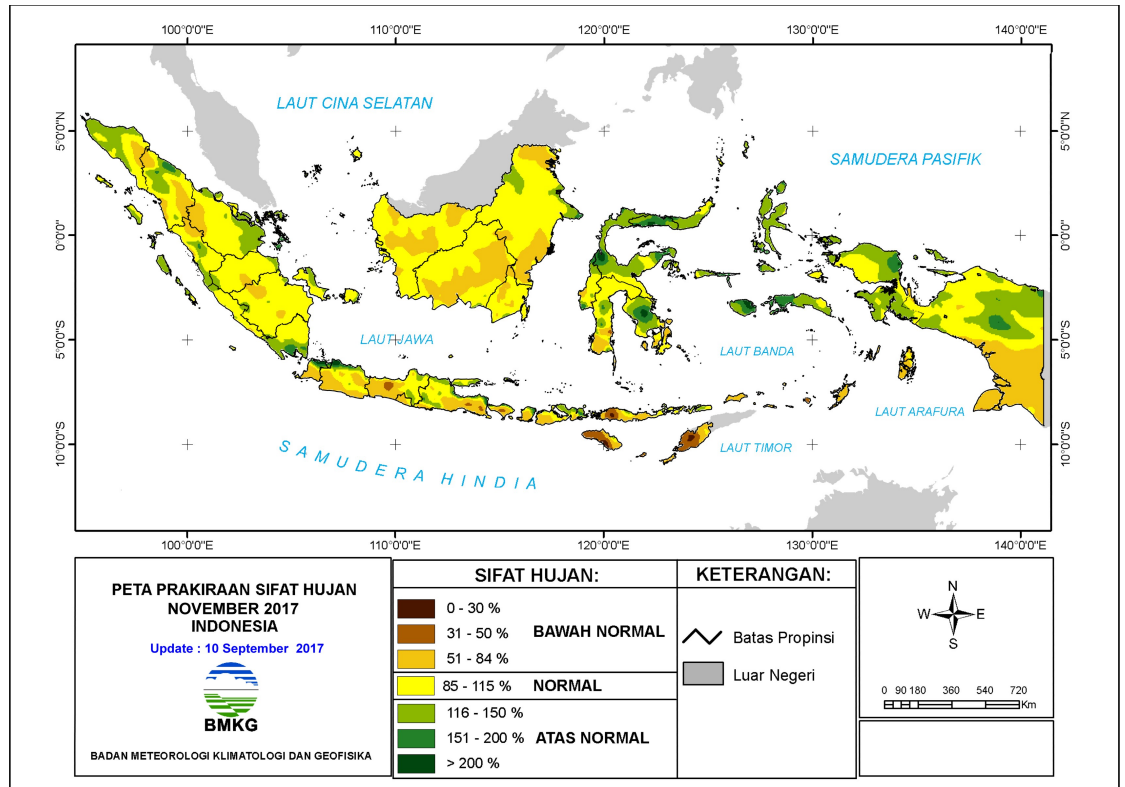 100°0'0"E 110°0'0"E 120°0'0"E 130°0'0"E 140°0'0"E
LAUT CINA SELATAN
5°0'0"N
5°0'0"N
SAMUDERA PASIFIK
0°0'0"
0°0'0"
LAUT JAWA
LAUT BANDA
5°0'0"S
5°0'0"S
LAUT ARAFURA
LAUT TIMOR
10°0'0"S
10°0'0"S
SAMUDERA HINDIA
100°0'0"E 110°0'0"E 120°0'0"E 130°0'0"E 140°0'0"E
PETA PRAKIRAAN SIFAT HUJAN
NOVEMBER 2017
INDONESIA
Update : 10 September 2017
BMKG
BADAN METEOROLOGI KLIMATOLOGI DAN GEOFISIKA
SIFAT HUJAN:
0 - 30 %
31 - 50 % BAWAH NORMAL
51 - 84 %
85 - 115 % NORMAL
116 - 150 %
151 - 200 % ATAS NORMAL
> 200 %
KETERANGAN:
Batas Propinsi
Luar Negeri
N
W E
S
0 90 180 360 540 720
Km